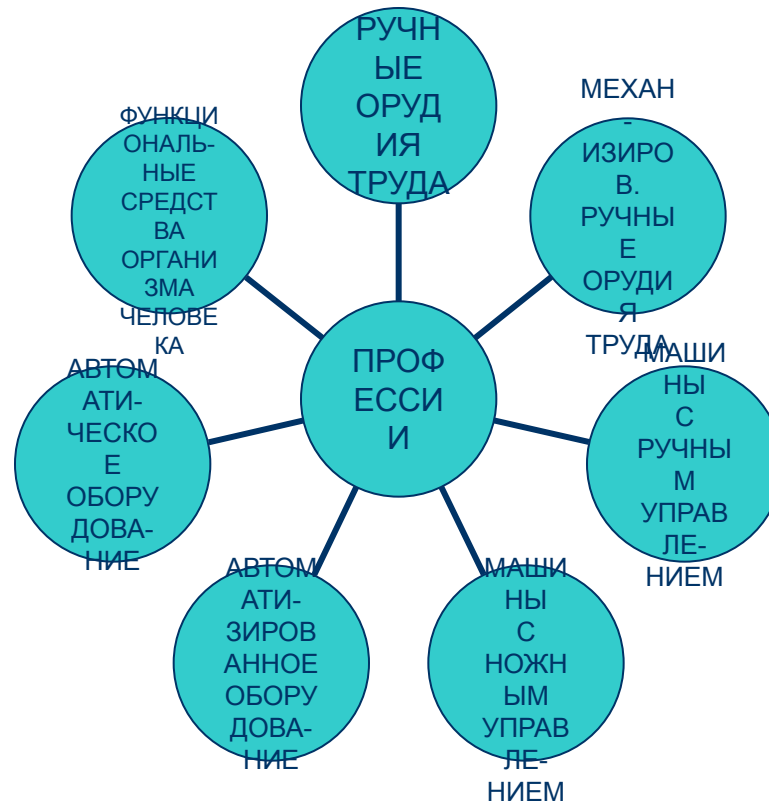 РУЧН
ЫЕ
ОРУД
ИЯ
ТРУДА
МЕХАН
-
ИЗИРО
В.
РУЧНЫ
Е
ОРУДИ
Я
ТРУДА
МАШИ
НЫ
С
РУЧНЫ
М
УПРАВ
ЛЕ-
НИЕМ
МАШИ
НЫ
С
НОЖН
ЫМ
УПРАВ
ЛЕ-
НИЕМ
АВТОМ
АТИ-
ЗИРОВ
АННОЕ
ОБОРУ
ДОВА-
НИЕ
АВТОМ
АТИ-
ЧЕСКО
Е
ОБОРУ
ДОВА-
НИЕ
ФУНКЦИ
ОНАЛЬ-
НЫЕ
СРЕДСТ
ВА
ОРГАНИ
ЗМА
ЧЕЛОВЕ
КА
ПРОФ
ЕССИ
И